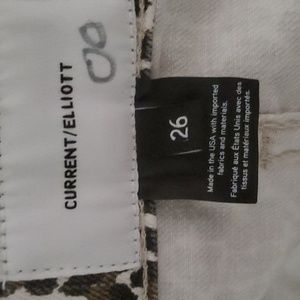 CURRENT/ELLIOTT
00
26
Made in the USA with imported
fabrics and materials.
Fabriqué aux États Unis avec des
tissus et matériaux importés.